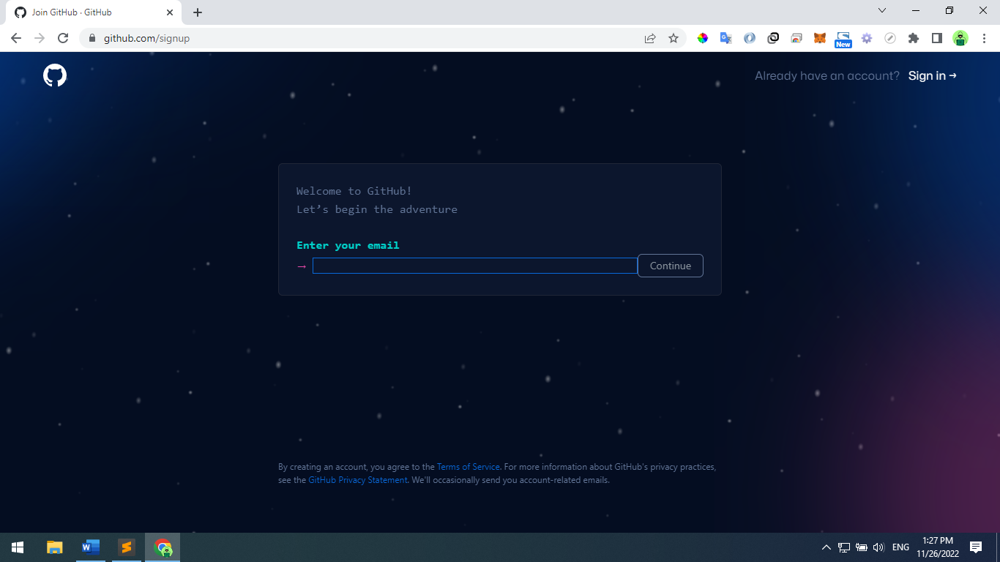 Join GitHub · GitHub
github.com/signup
New
Already have an account? Sign in →
Welcome to GitHub!
Let’s begin the adventure
Enter your email
→
Continue
By creating an account, you agree to the Terms of Service. For more information about GitHub's privacy practices,
see the GitHub Privacy Statement. We'll occasionally send you account-related emails.
ENG
1:27 PM
11/26/2022